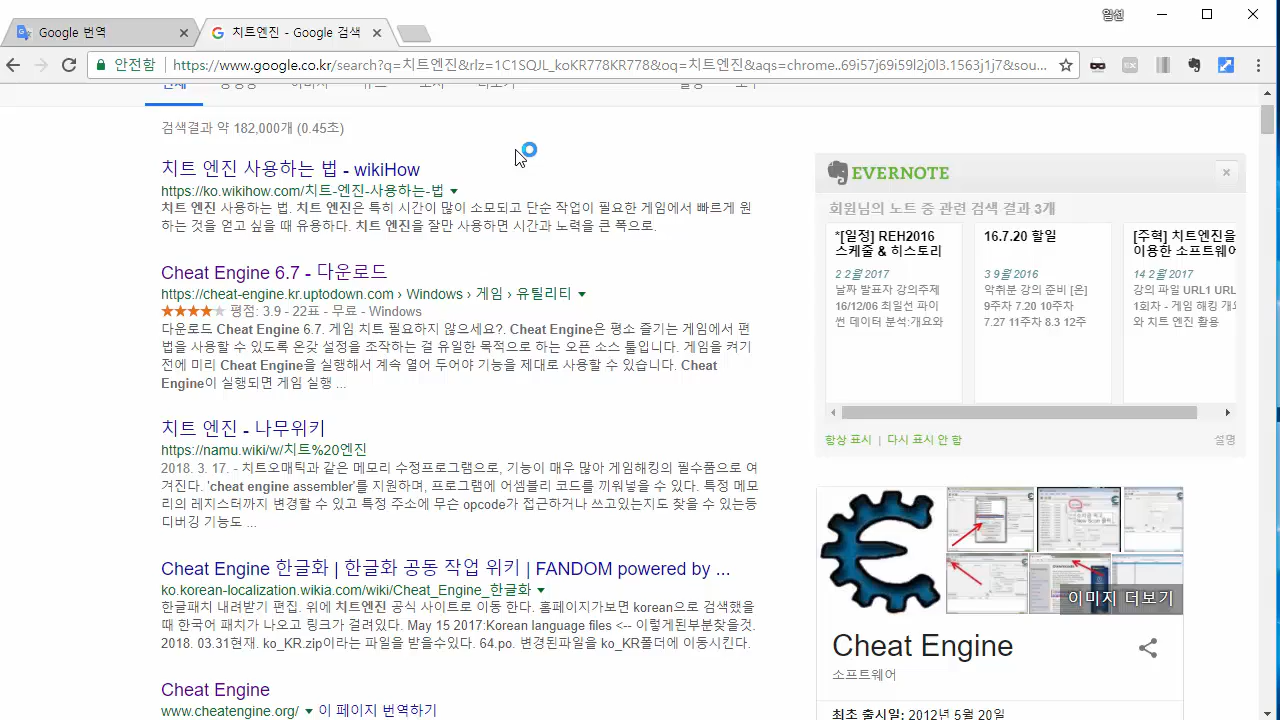 Google 번역
치트엔진 - Google 검색
왕선
안전함
https://www.google.co.kr/search?q=치트엔진&rlz=1C1SQJL_koKR778KR778&oq=치트엔진&aqs=chrome..69i57j69i59l2j0l3.1563j1j7&sou...
검색결과 약 182,000개 (0.45초)
치트 엔진 사용하는 법 - wikiHow
https://ko.wikihow.com/치트-엔진-사용하는-법
치트 엔진 사용하는 법. 치트 엔진은 특히 시간이 많이 소모되고 단순 작업이 필요한 게임에서 빠르게 원
하는 것을 얻고 싶을 때 유용하다. 치트 엔진을 잘만 사용하면 시간과 노력을 큰 폭으로.
Cheat Engine 6.7 - 다운로드
https://cheat-engine.kr.uptodown.com › Windows › 게임 › 유틸리티
평점: 3.9 - 22표 - 무료 - Windows
다운로드 Cheat Engine 6.7. 게임 치트 필요하지 않으세요?. Cheat Engine은 평소 즐기는 게임에서 편
법을 사용할 수 있도록 온갖 설정을 조작하는 걸 유일한 목적으로 하는 오픈 소스 툴입니다. 게임을 켜기
전에 미리 Cheat Engine을 실행해서 계속 열어 두어야 기능을 제대로 사용할 수 있습니다. Cheat
Engine이 실행되면 게임 실행 ...
치트 엔진 - 나무위키
https://namu.wiki/w/치트%20엔진
2018. 3. 17. - 치트오매틱과 같은 메모리 수정프로그램으로, 기능이 매우 많아 게임해킹의 필수품으로 여
겨진다. 'cheat engine assembler'를 지원하며, 프로그램에 어셈블리 코드를 끼워넣을 수 있다. 특정 메모
리의 레지스터까지 변경할 수 있고 특정 주소에 무슨 opcode가 접근하거나 쓰고있는지도 찾을 수 있는등
디버깅 기능도 ...
Cheat Engine 한글화 | 한글화 공동 작업 위키 | FANDOM powered by ...
ko.korean-localization.wikia.com/wiki/Cheat_Engine_한글화
한글패치 내려받기 편집. 위에 치트엔진 공식 사이트로 이동 한다. 홈페이지가보면 korean으로 검색했을
때 한국어 패치가 나오고 링크가 걸려있다. May 15 2017:Korean language files <-- 이렇게된부분찾을것.
2018. 03.31현재. ko_KR.zip이라는 파일을 받을수있다. 64.po. 변경된파일을 ko_KR폴더에 이동시킨다.
Cheat Engine
www.cheatengine.org/ 이 페이지 번역하기
EVERNOTE
회원님의 노트 중 관련 검색 결과 3개
*[일정] REH2016
스케줄 & 히스토리
2 2월 2017
날짜 발표자 강의주제
16/12/06 최일선 파이
썬 데이터 분석:개요와
16.7.20 할일
3 9월 2016
악취분 강의 준비 [온]
9주차 7.20 10주차
7.27 11주차 8.3 12주
[주혁] 치트엔진을
이용한 소프트웨어
14 2월 2017
강의 파일 URL1 URL
1회차 - 게임 해킹 개요
와 치트 엔진 활용
항상 표시 | 다시 표시 안 함
설명
이미지 더보기
Cheat Engine
소프트웨어
최초 출시일: 2012년 5월 20일